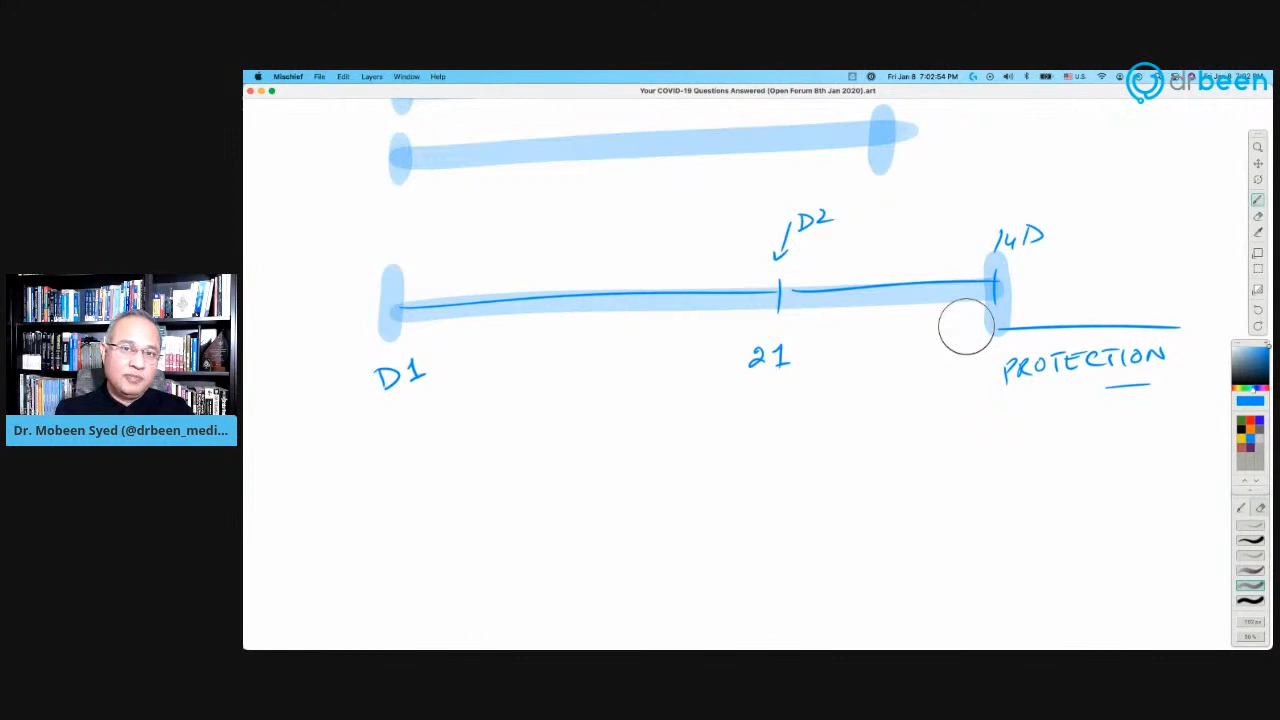 drbeen
Mischief File Edit Layers Window Help
Fri Jan 8 7:02:54 PM
U.S.
Your COVID-19 Questions Answered (Open Forum 8th Jan 2020).art
D2
14D
D1
21
PROTECTION
Dr. Mobeen Syed (@drbeen_medi...